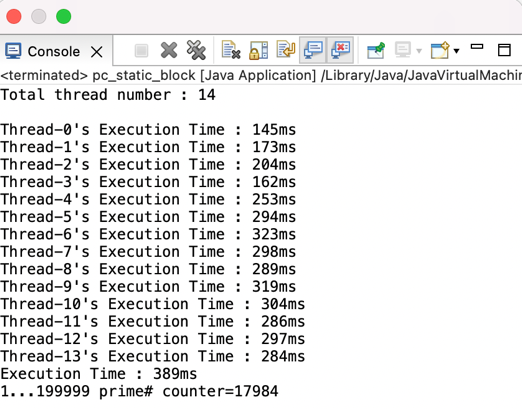 Console
<terminated> pc_static_block [Java Application] /Library/Java/JavaVirtualMachin
Total thread number : 14
Thread-0's Execution Time : 145ms
Thread-1's Execution Time : 173ms
Thread-2's Execution Time : 204ms
Thread-3's Execution Time : 162ms
Thread-4's Execution Time : 253ms
Thread-5's Execution Time : 294ms
Thread-6's Execution Time : 323ms
Thread-7's Execution Time : 298ms
Thread-8's Execution Time : 289ms
Thread-9's Execution Time : 319ms
Thread-10's Execution Time : 304ms
Thread-11's Execution Time : 286ms
Thread-12's Execution Time : 297ms
Thread-13's Execution Time : 284ms
Execution Time : 389ms
1...199999 prime# counter=17984